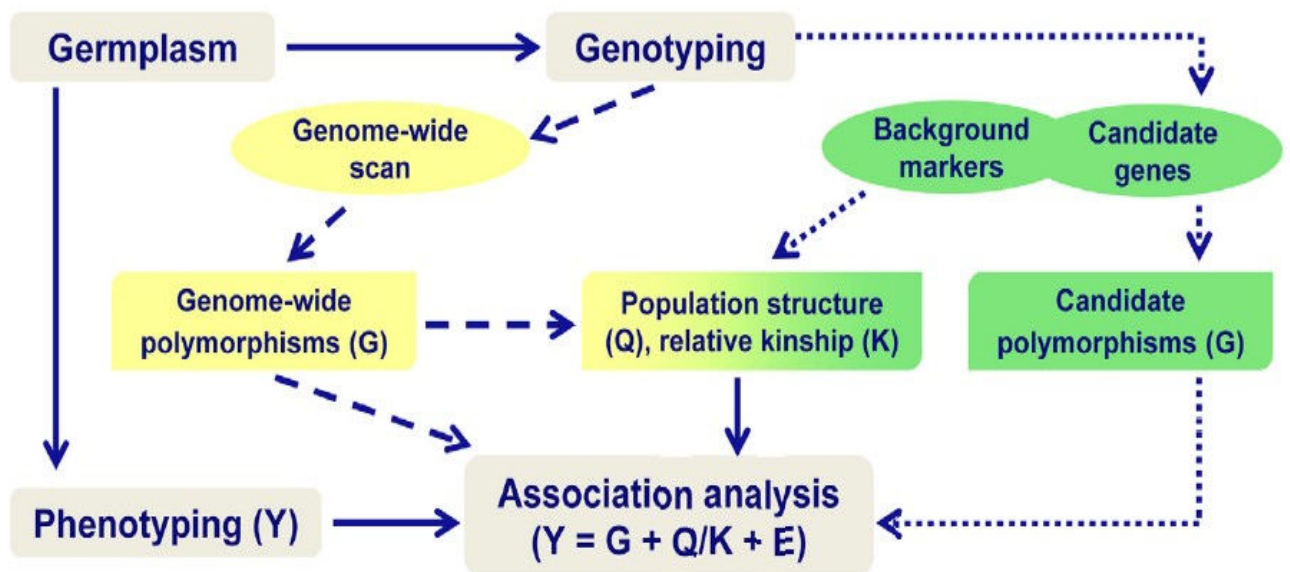 Germplasm
Genotyping
Genome-wide
scan
Background
markers
Candidate
genes
Genome-wide
polymorphisms (G)
Population structure
(Q), relative kinship (K)
Candidate
polymorphisms (G)
Phenotyping (Y)
Association analysis
(Y = G + Q/K + E)